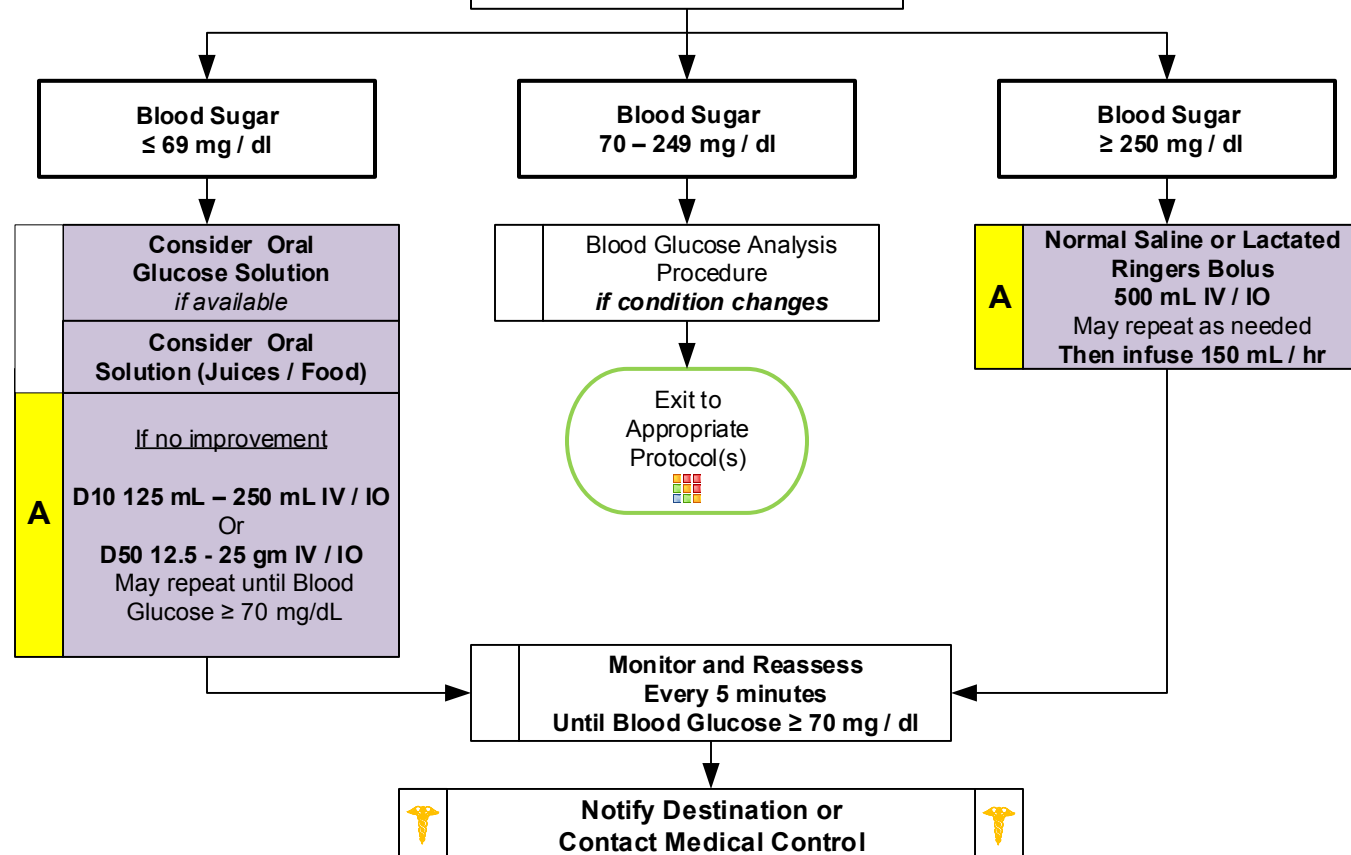 Blood Sugar
≤ 69 mg / dl
Blood Sugar
70 – 249 mg / dl
Blood Sugar
≥ 250 mg / dl
Consider Oral
Glucose Solution
if available
Consider Oral
Solution (Juices / Food)
A
If no improvement
D10 125 mL – 250 mL IV / IO
Or
D50 12.5 - 25 gm IV / IO
May repeat until Blood
Glucose ≥ 70 mg/dL
Blood Glucose Analysis
Procedure
if condition changes
Exit to
Appropriate
Protocol(s)
A
Normal Saline or Lactated
Ringers Bolus
500 mL IV / IO
May repeat as needed
Then infuse 150 mL / hr
Monitor and Reassess
Every 5 minutes
Until Blood Glucose ≥ 70 mg / dl
Notify Destination or
Contact Medical Control